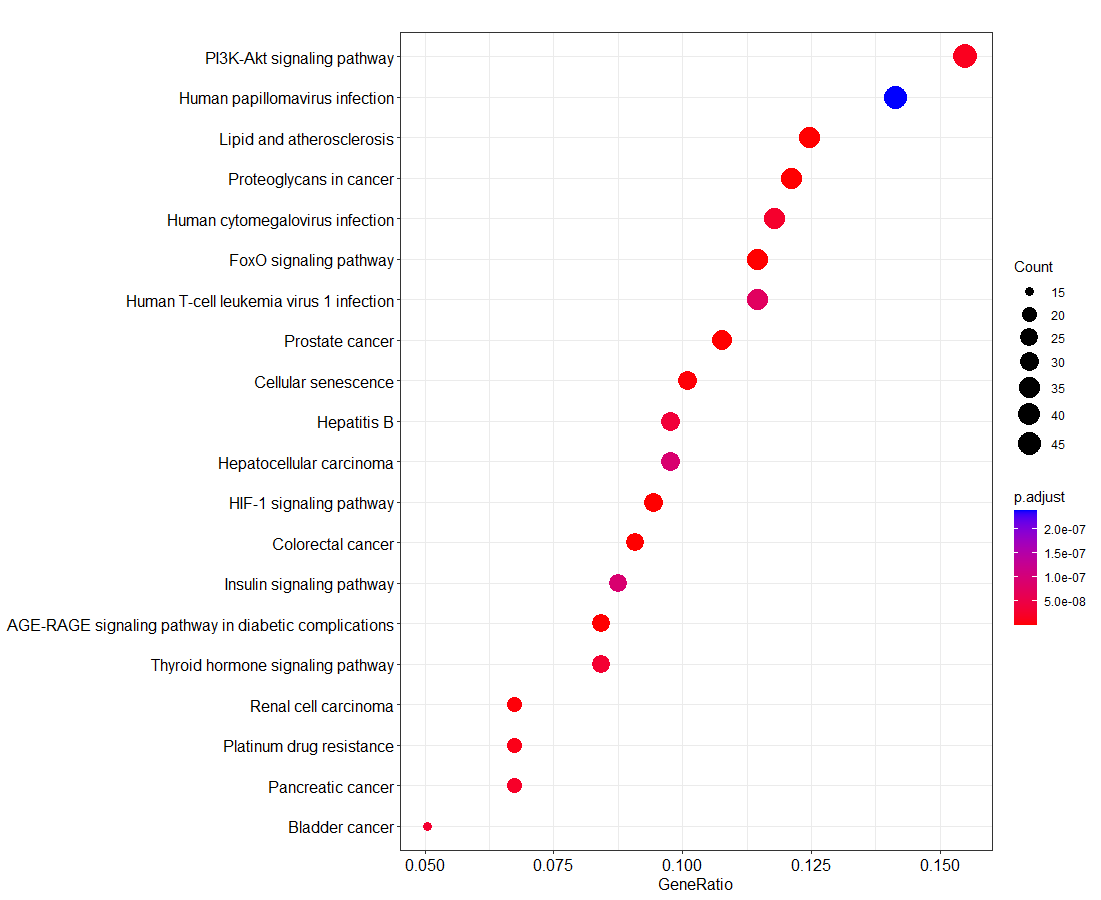 PI3K-Akt signaling pathway
Human papillomavirus infection
Lipid and atherosclerosis
Proteoglycans in cancer
Human cytomegalovirus infection
FoxO signaling pathway
Human T-cell leukemia virus 1 infection
Prostate cancer
Cellular senescence
Hepatitis B
Hepatocellular carcinoma
HIF-1 signaling pathway
Colorectal cancer
Insulin signaling pathway
AGE-RAGE signaling pathway in diabetic complications
Thyroid hormone signaling pathway
Renal cell carcinoma
Platinum drug resistance
Pancreatic cancer
Bladder cancer
0.050 0.075 0.100 0.125 0.150
GeneRatio
Count
15
20
25
30
35
40
45
p.adjust
2.0e-07
1.5e-07
1.0e-07
5.0e-08